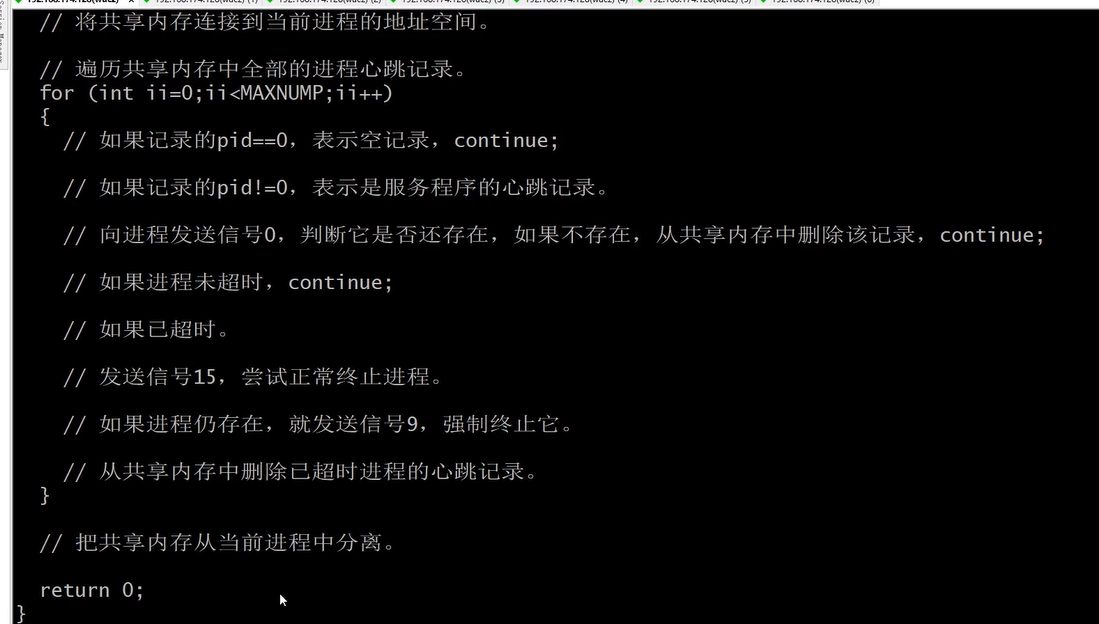 // 将共享内存连接到当前进程的地址空间。
// 遍历共享内存中全部的进程心跳记录。
for (int ii=0;ii<MAXNUMP;ii++)
{
// 如果记录的pid==0，表示空记录，continue;
// 如果记录的pid!=0，表示是服务程序的心跳记录。
// 向进程发送信号0，判断它是否还存在，如果不存在，从共享内存中删除该记录，continue;
// 如果进程未超时，continue;
// 如果已超时。
// 发送信号15，尝试正常终止进程。
// 如果进程仍存在，就发送信号9，强制终止它。
// 从共享内存中删除已超时进程的心跳记录。
}
// 把共享内存从当前进程中分离。
return 0;
}